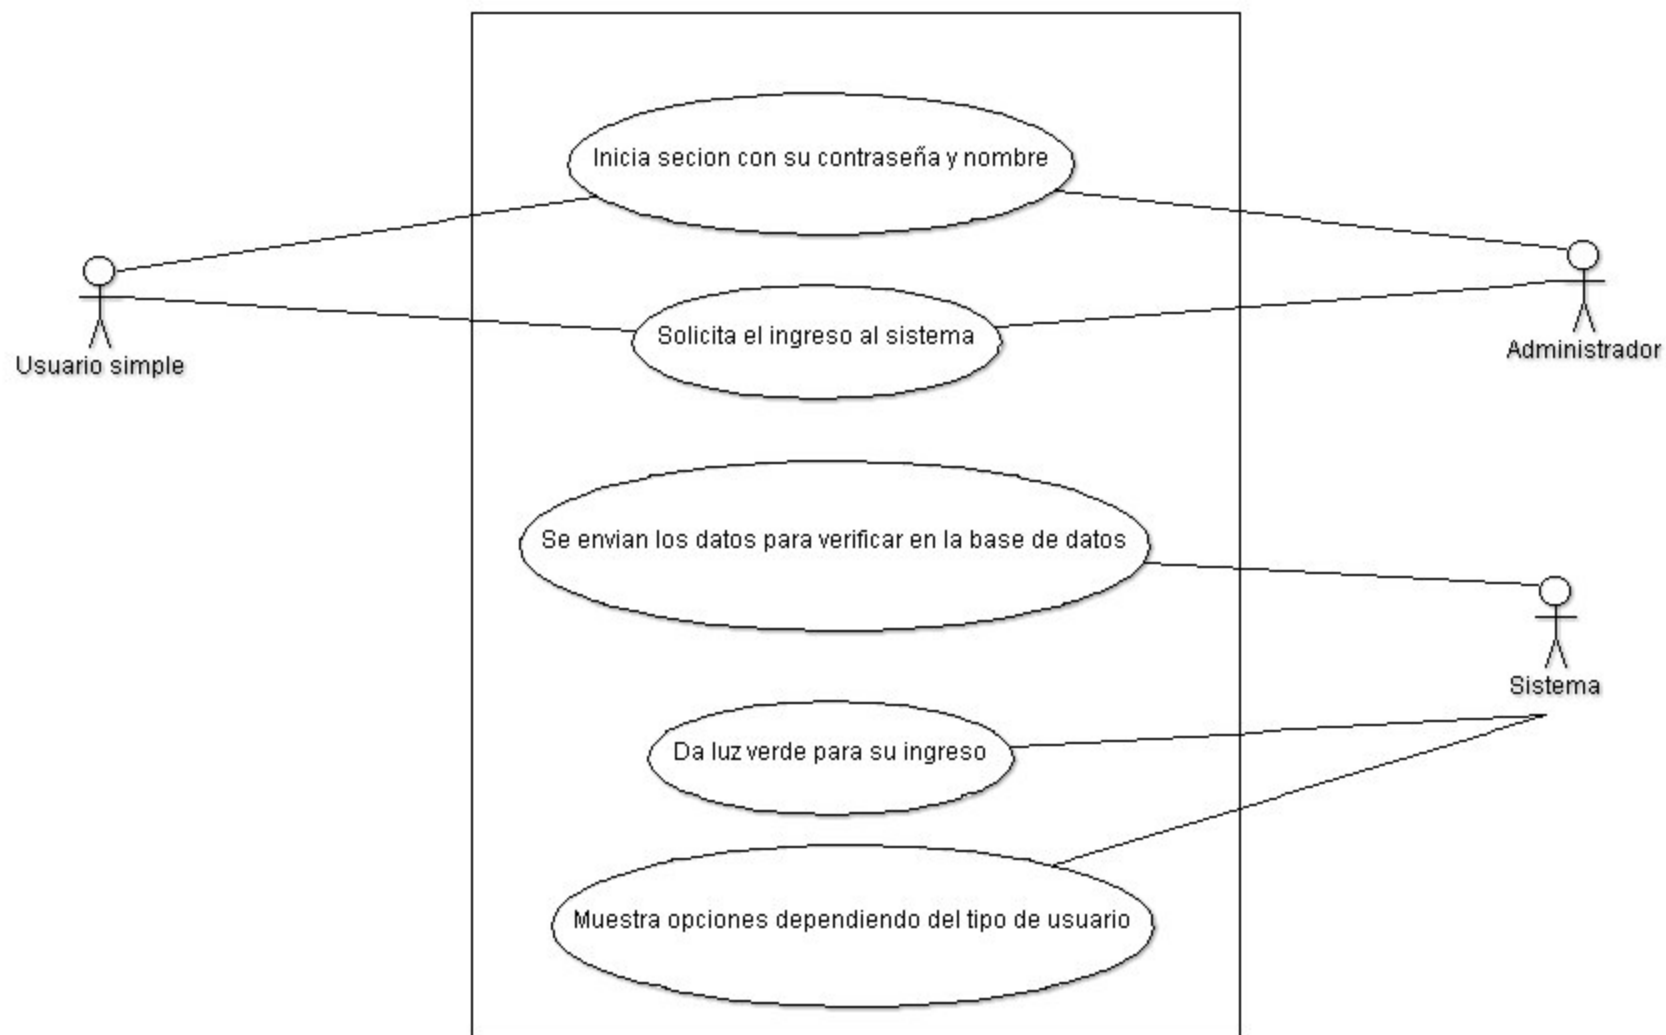 Inicia secion con su contraseña y nombre
Solicita el ingreso al sistema
Usuario simple
Administrador
Se envian los datos para verificar en la base de datos
Sistema
Da luz verde para su ingreso
Muestra opciones dependiendo del tipo de usuario